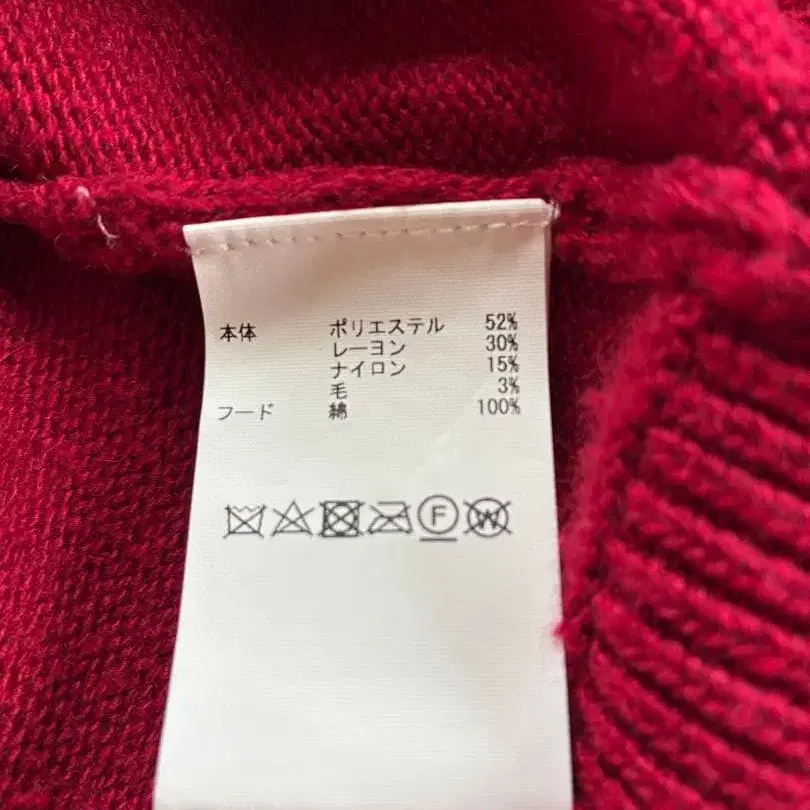 本体 ポリエステル 52%
レーヨン 30%
ナイロン 15%
毛 3%
フード 綿 100%
F W